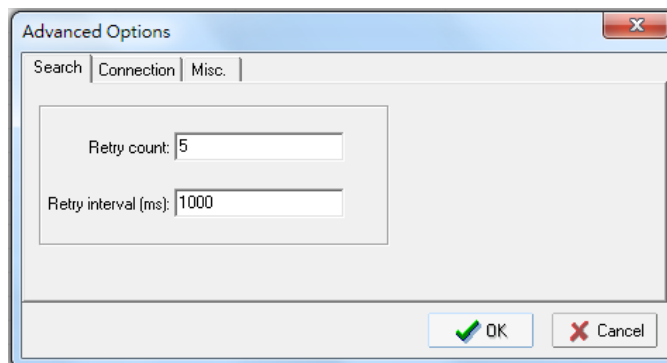 Advanced Options
Search Connection Misc.
Retry count: 5
Retry interval (ms): 1000
OK Cancel